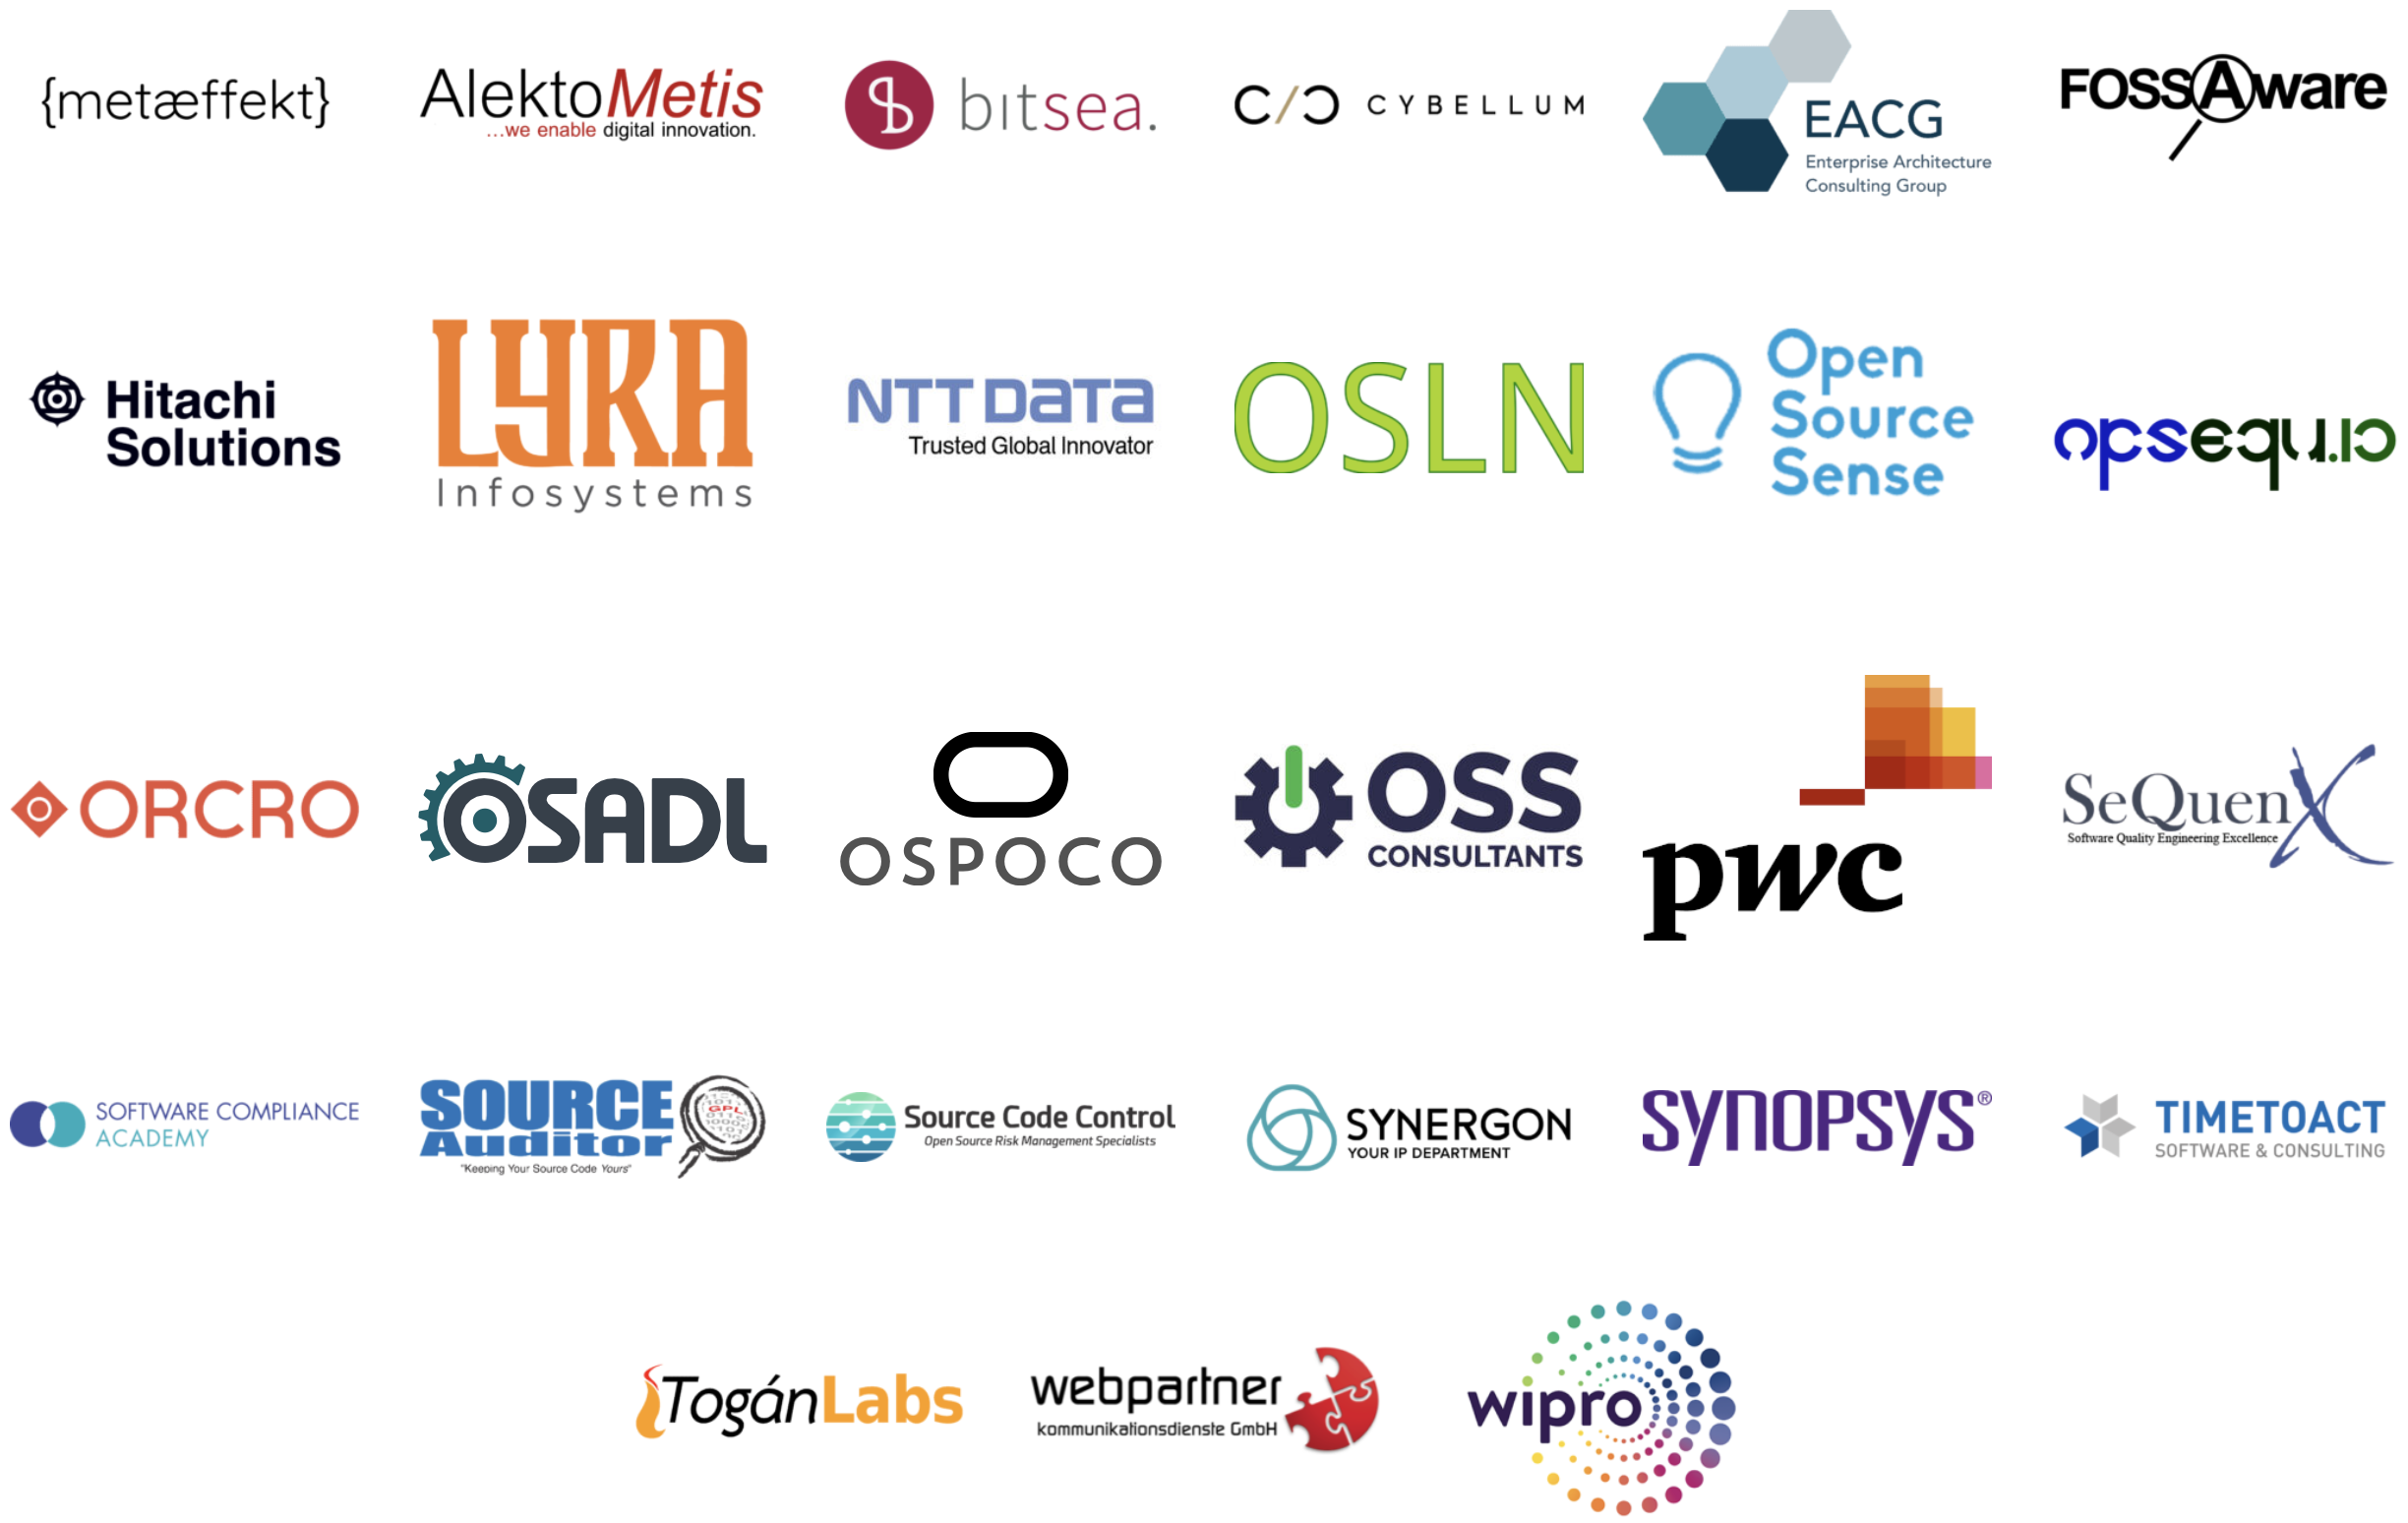 {metæffekt}
AlektoMetis
...we enable digital innovation.
bitsea.
C/Ɔ CYBELLUM
EACG
Enterprise Architecture
Consulting Group
FOSSAware
Hitachi
Solutions
LYRA
Infosystems
NTT DATA
Trusted Global Innovator
OSLN
Open
Source
Sense
opsequ.io
ORCRO
OSADL
OSPOCO
OSS
CONSULTANTS
pwc
SeQuenX
Software Quality Engineering Excellence
SOFTWARE COMPLIANCE
ACADEMY
SOURCE
Auditor
"Keeping Your Source Code Yours"
GPL
Source Code Control
Open Source Risk Management Specialists
SYNERGON
YOUR IP DEPARTMENT
SYNOPSYS®
TIMETOACT
SOFTWARE & CONSULTING
TogánLabs
webpartner
kommunikationsdienste GmbH
wipro